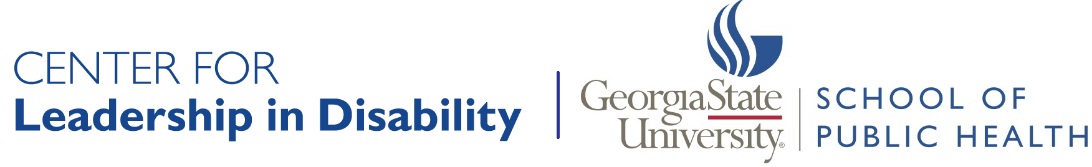 CENTER FOR
Leadership in Disability
GeorgiaState
University®
SCHOOL OF
PUBLIC HEALTH